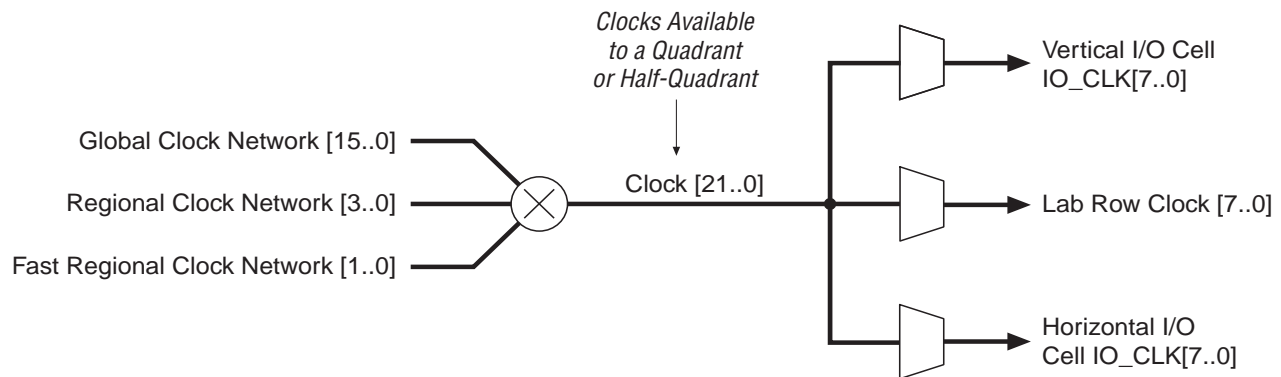 Clocks Available
to a Quadrant
or Half-Quadrant
Vertical I/O Cell
IO_CLK[7..0]
Global Clock Network [15..0]
Regional Clock Network [3..0]
Clock [21..0]
Lab Row Clock [7..0]
Fast Regional Clock Network [1..0]
Horizontal I/O
Cell IO_CLK[7..0]